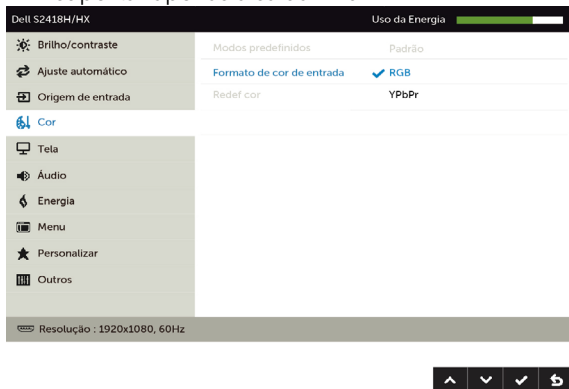 Dell S2418H/HX
Uso da Energia
Brilho/contraste
Modos predefinidos
Padrão
Ajuste automático
Formato de cor de entrada
RGB
Origem de entrada
Redef cor
YPbPr
Cor
Tela
Áudio
Energia
Menu
Personalizar
Outros
Resolução : 1920x1080, 60Hz